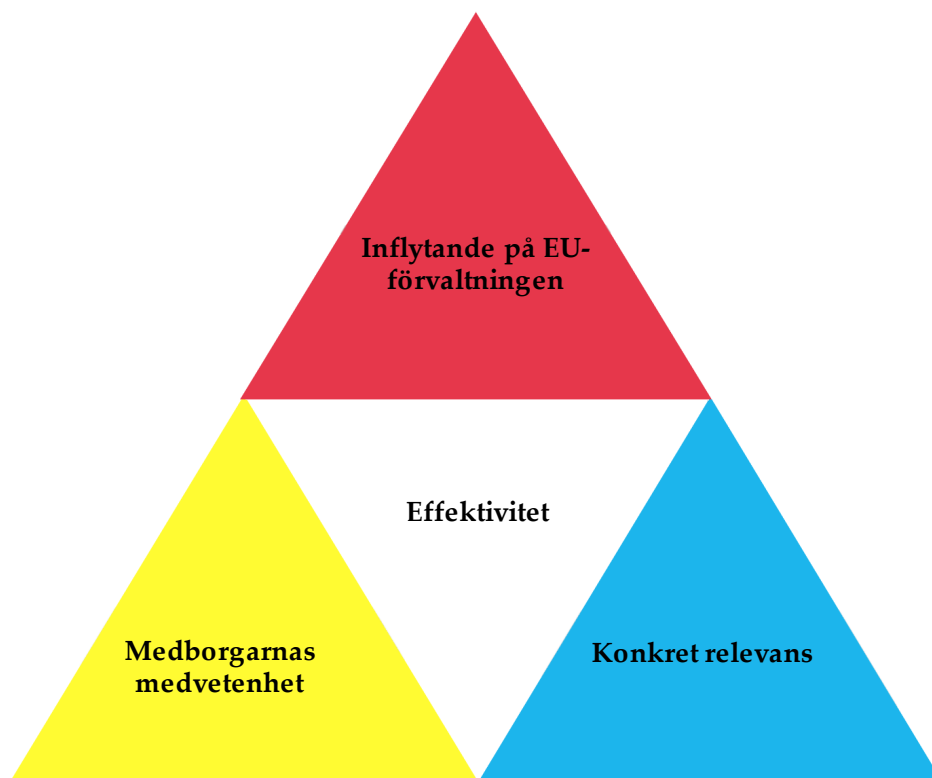 Inflytande på EU-
förvaltningen
Effektivitet
Medborgarnas
medvetenhet
Konkret relevans